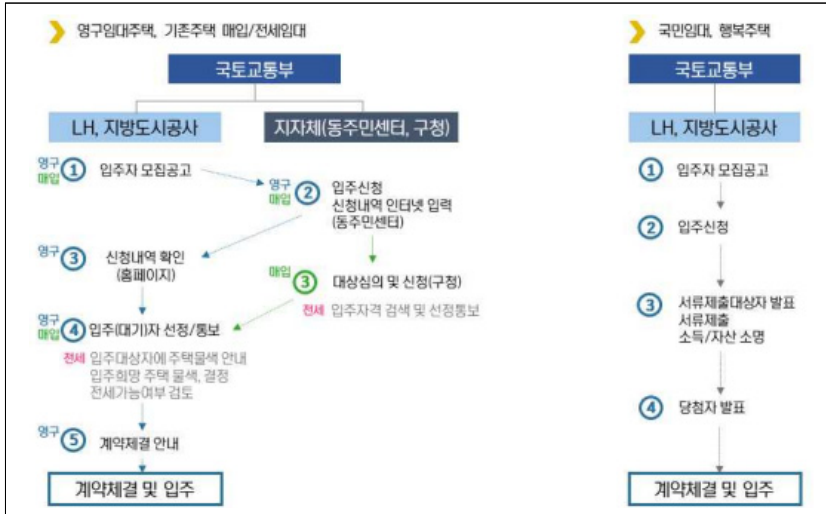 영구임대주택, 기존주택 매입/전세임대
국토교통부
LH, 지방도시공사
지자체(동주민센터, 구청)
영구
매입
① 입주자 모집공고
영구
매입
② 입주신청
신청내역 인터넷 입력
(동주민센터)
영구 ③ 신청내역 확인
(홈페이지)
매입 ③ 대상심의 및 신청(구청)
전세 입주자격 검색 및 선정통보
영구
매입
④ 입주(대기)자 선정/통보
전세 입주대상자에 주택물색 안내
입주희망 주택 물색, 결정
전세가능여부 검토
영구 ⑤ 계약체결 안내
계약체결 및 입주
국민임대, 행복주택
국토교통부
LH, 지방도시공사
① 입주자 모집공고
② 입주신청
③ 서류제출대상자 발표
서류제출
소득/자산 소명
④ 당첨자 발표
계약체결 및 입주